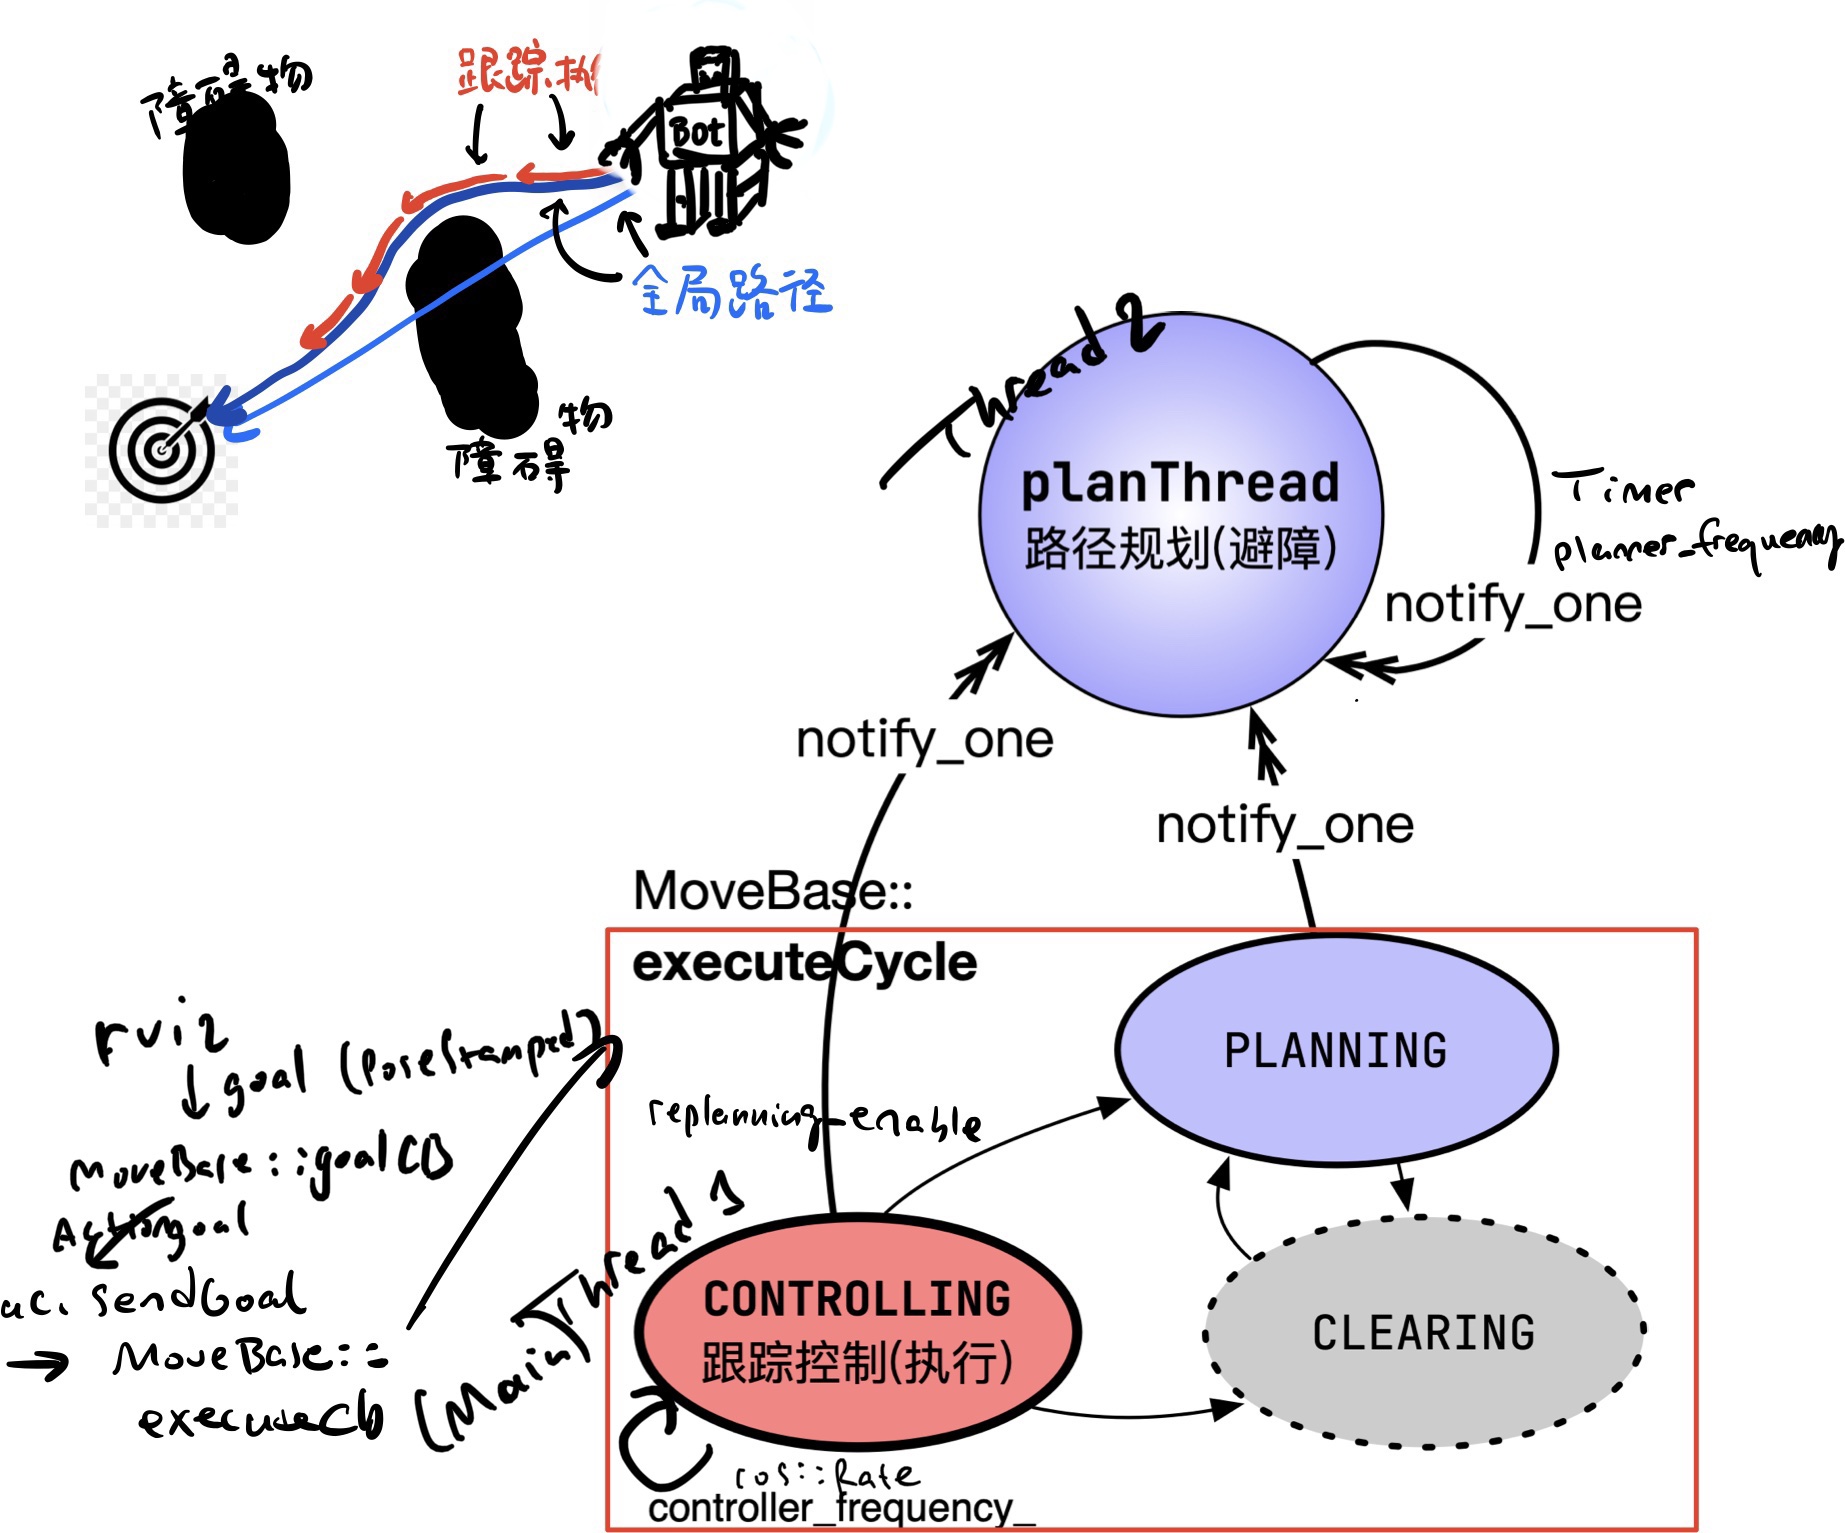 障碍物
跟踪.执
Bot
全局路径
障碍物
Thread 2
planThread
路径规划(避障)
Timer
planner_frequency
notify_one
notify_one
notify_one
MoveBase::
executeCycle
PLANNING
rviz
goal (PoseStamped)
replanning_enable
MoveBase::goalCB
Actiongoal
(Main)Thread 1
ac. sendGoal
CONTROLLING
跟踪控制(执行)
CLEARING
→ MoveBase::
executeCb
ros::Rate
controller_frequency_